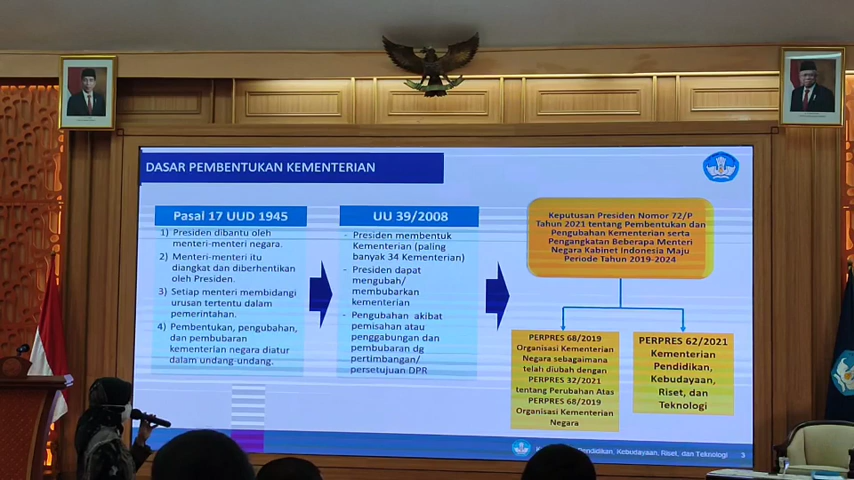 DASAR PEMBENTUKAN KEMENTERIAN
Pasal 17 UUD 1945
1) Presiden dibantu oleh
menteri-menteri negara.
2) Menteri-menteri itu
diangkat dan diberhentikan
oleh Presiden.
3) Setiap menteri membidangi
urusan tertentu dalam
pemerintahan.
4) Pembentukan, pengubahan,
dan pembubaran
kementerian negara diatur
dalam undang-undang.
UU 39/2008
- Presiden membentuk
Kementerian (paling
banyak 34 Kementerian)
- Presiden dapat
mengubah/
membubarkan
kementerian
- Pengubahan akibat
pemisahan atau
penggabungan dan
pembubaran dg
pertimbangan/
persetujuan DPR
Keputusan Presiden Nomor 72/P
Tahun 2021 tentang Pembentukan dan
Pengubahan Kementerian serta
Pengangkatan Beberapa Menteri
Negara Kabinet Indonesia Maju
Periode Tahun 2019-2024
PERPRES 68/2019
Organisasi Kementerian
Negara sebagaimana
telah diubah dengan
PERPRES 32/2021
tentang Perubahan Atas
PERPRES 68/2019
Organisasi Kementerian
Negara
PERPRES 62/2021
Kementerian
Pendidikan,
Kebudayaan,
Riset, dan
Teknologi
Pendidikan, Kebudayaan, Riset, dan Teknologi 3